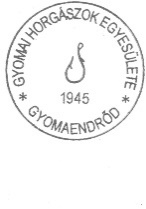 * GYOMAI HORGÁSZOK EGYESÜLETE *
1945
GYOMAENDRŐD